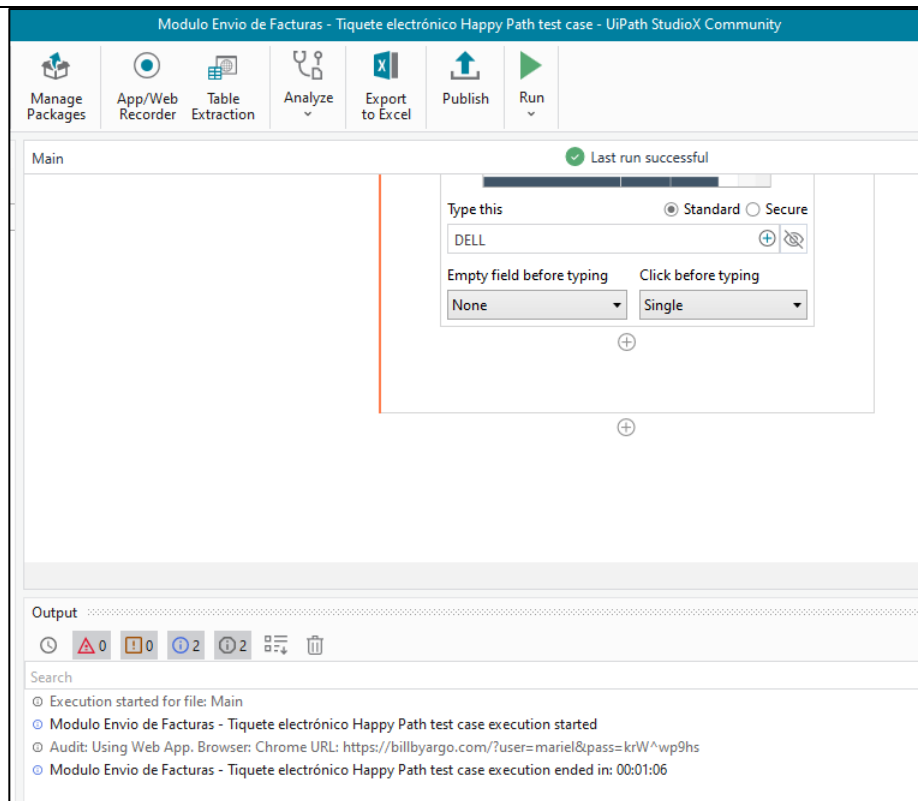 Modulo Envio de Facturas - Tiquete electrónico Happy Path test case - UiPath StudioX Community
Manage Packages
App/Web Recorder
Table Extraction
Analyze
Export to Excel
Publish
Run
Main
Last run successful
Type this
Standard
Secure
DELL
Empty field before typing
Click before typing
None
Single
Output
0
0
2
2
Search
Execution started for file: Main
Modulo Envio de Facturas - Tiquete electrónico Happy Path test case execution started
Audit: Using Web App. Browser: Chrome URL: https://billbyargo.com/?user=mariel&pass=krW^wp9hs
Modulo Envio de Facturas - Tiquete electrónico Happy Path test case execution ended in: 00:01:06